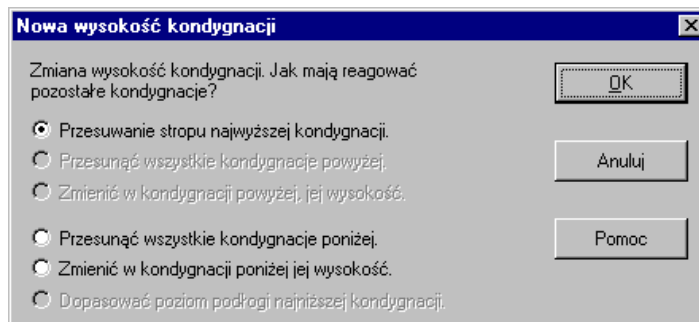 Nowa wysokość kondygnacji
Zmiana wysokość kondygnacji. Jak mają reagować
pozostałe kondygnacje?
OK
Przesuwanie stropu najwyższej kondygnacji.
Przesunąć wszystkie kondygnacje powyżej.
Anuluj
Zmienić w kondygnacji powyżej, jej wysokość.
Przesunąć wszystkie kondygnacje poniżej.
Pomoc
Zmienić w kondygnacji poniżej jej wysokość.
Dopasować poziom podłogi najniższej kondygnacji.